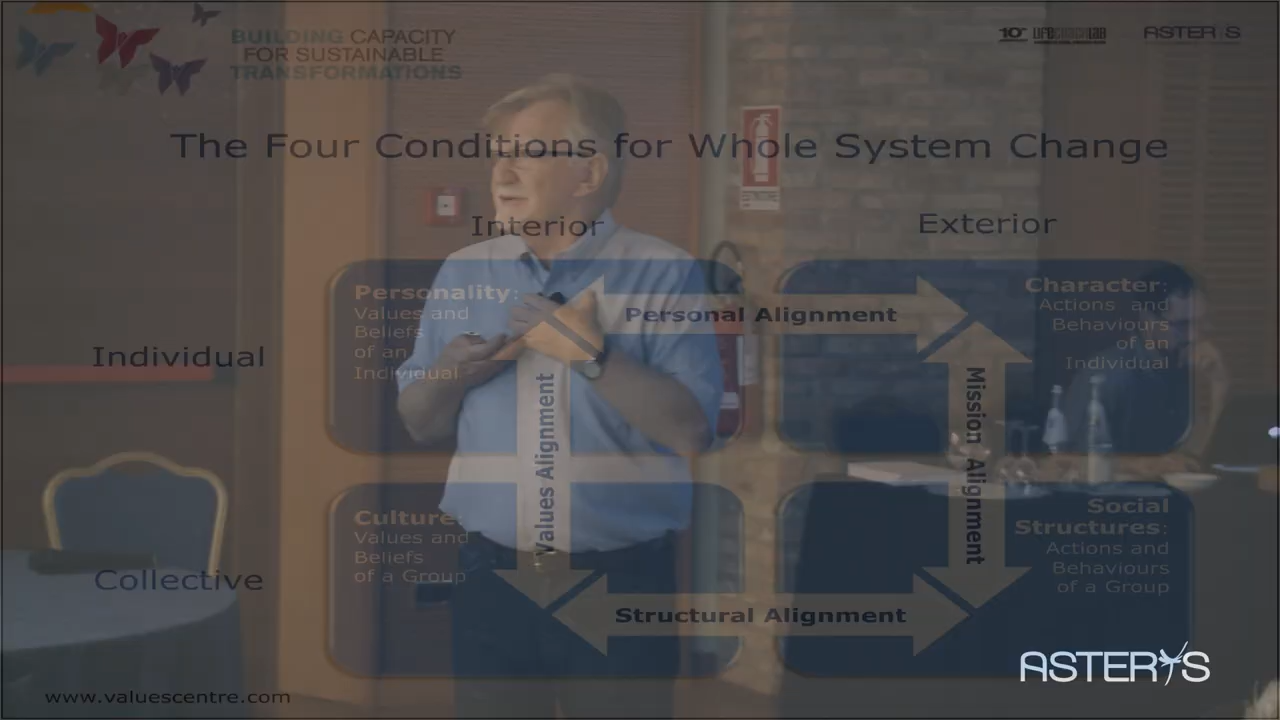 BUILDING CAPACITY
FOR SUSTAINABLE
TRANSFORMATIONS
ASTERYS
The Four Conditions for Whole System Change
Interior
Exterior
Individual
Collective
Personality:
Values and
Beliefs
of an
Individual
Personal Alignment
Character:
Actions and
Behaviours
of an
Individual
Values Alignment
Mission Alignment
Culture:
Values and
Beliefs
of a Group
Structural Alignment
Social
Structures:
Actions and
Behaviours
of a Group
www.valuescentre.com
ASTERYS